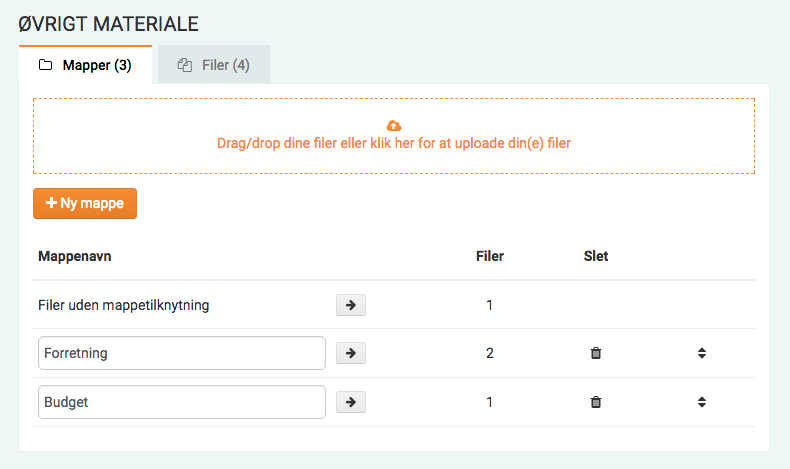 ØVRIGT MATERIALE
Mapper (3) Filer (4)
Drag/drop dine filer eller klik her for at uploade din(e) filer
Ny mappe
Mappenavn Filer Slet
Filer uden mappetilknytning 1
Forretning 2
Budget 1